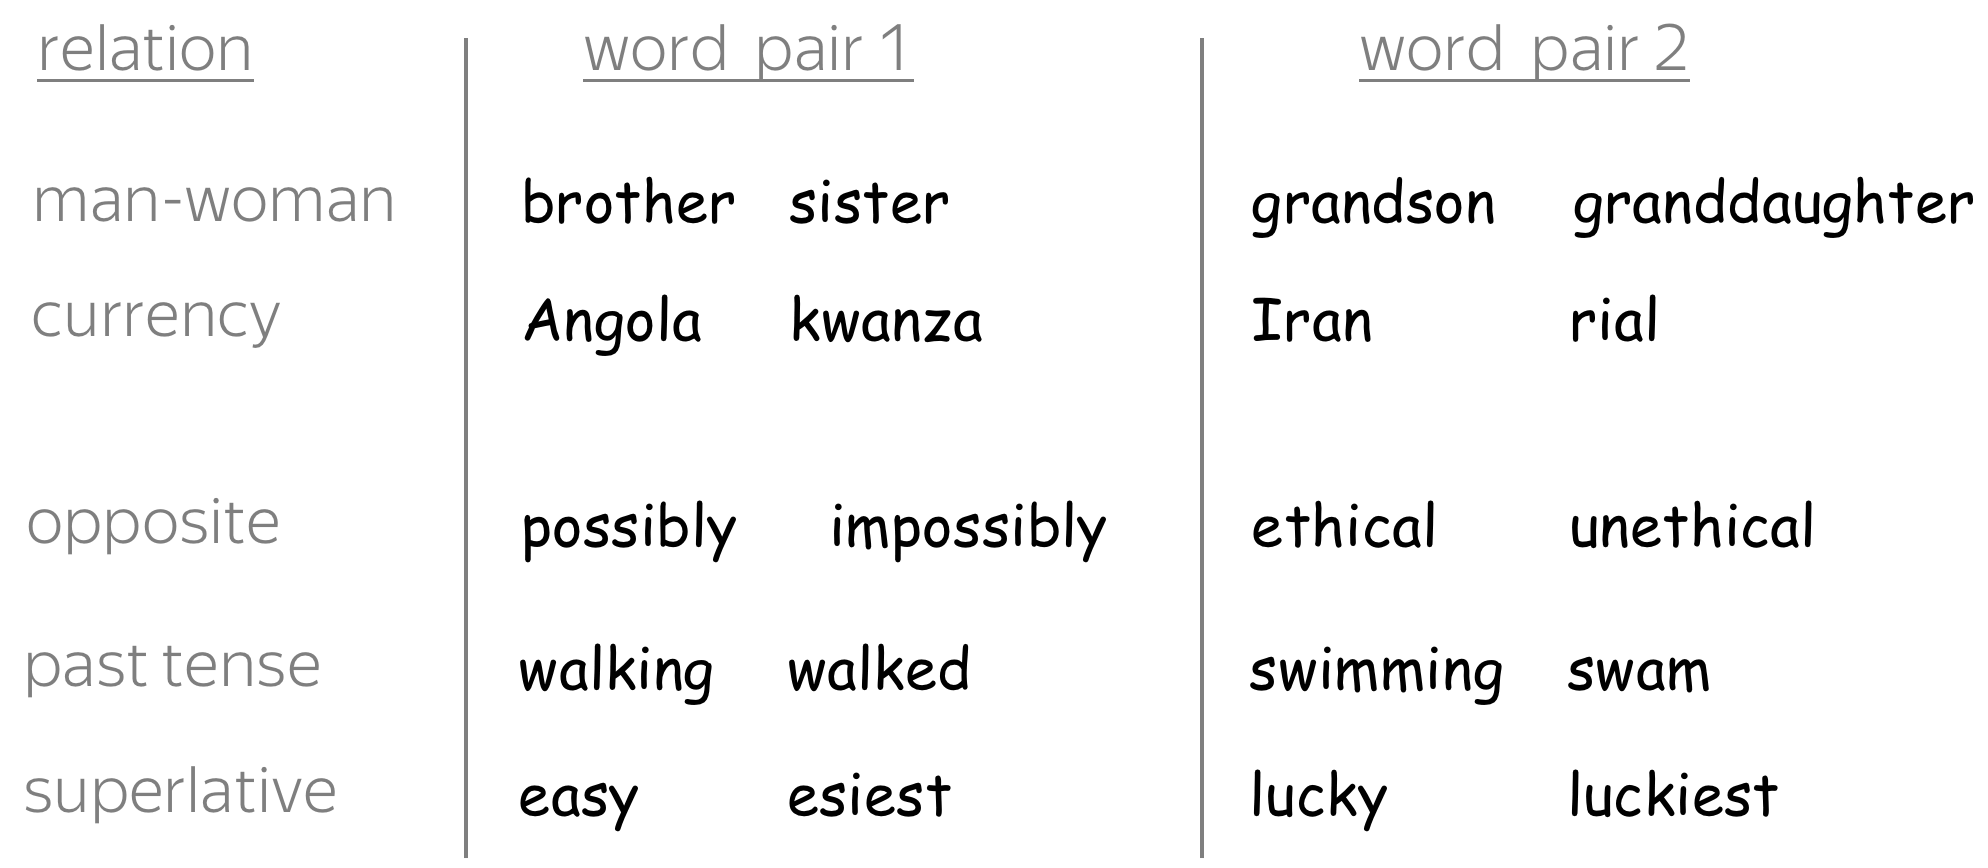 relation word pair 1 word pair 2
man-woman brother sister grandson granddaughter
currency Angola kwanza Iran rial
opposite possibly impossibly ethical unethical
past tense walking walked swimming swam
superlative easy esiest lucky luckiest